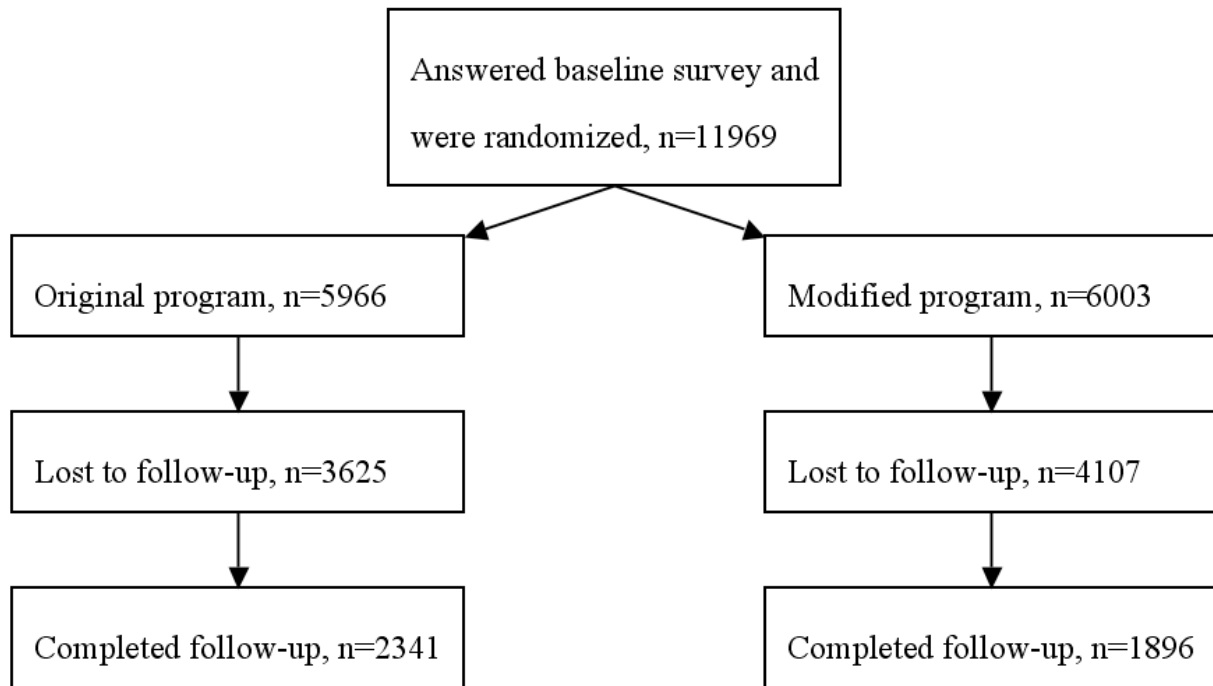 Answered baseline survey and
were randomized, n=11969
Original program, n=5966
Modified program, n=6003
Lost to follow-up, n=3625
Lost to follow-up, n=4107
Completed follow-up, n=2341
Completed follow-up, n=1896